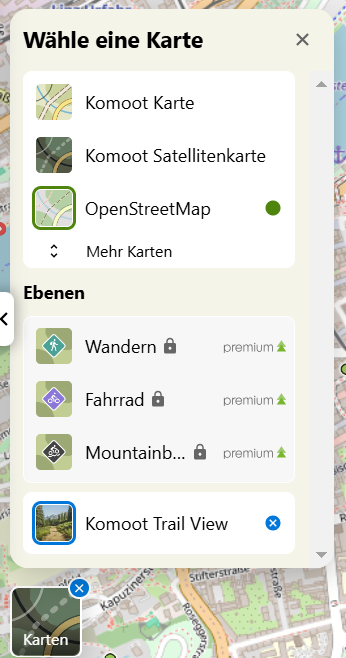 Wähle eine Karte
Komoot Karte
Komoot Satellitenkarte
OpenStreetMap
Mehr Karten
Ebenen
Wandern premium
Fahrrad premium
Mountainb... premium
Komoot Trail View
Karten
Stifterstraße